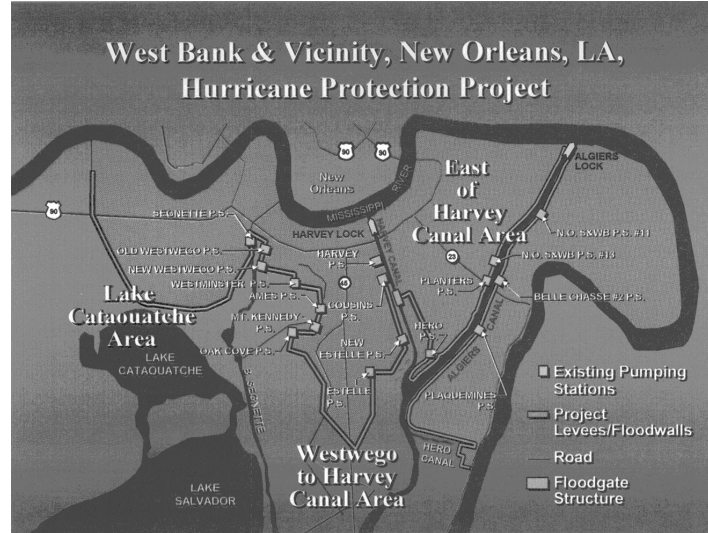 West Bank & Vicinity, New Orleans, LA,
Hurricane Protection Project
90
90
90
New
Orleans
MISSISSIPPI
RIVER
East
of
Harvey
Canal Area
ALGIERS
LOCK
SEGNETTE P.S.
HARVEY LOCK
HARVEY CANAL
N.O. S&WB P.S. #11
OLD WESTWEGO P.S.
HARVEY
P.S.
23
N.O. S&WB P.S. #13
NEW WESTWEGO P.S.
WESTMINSTER P.S.
45
PLANTERS
P.S.
Lake
Cataouatche
Area
AMES P.S.
COUSINS
P.S.
BELLE CHASSE #2 P.S.
MT. KENNEDY
P.S.
HERO
P.S.
ALGIERS
CANAL
OAK COVE P.S.
NEW
ESTELLE P.S.
LAKE
CATAOUATCHE
B. SEGNETTE
ESTELLE
P.S.
PLAQUEMINES
P.S.
Existing Pumping
Stations
Project
Levees/Floodwalls
Westwego
to Harvey
Canal Area
HERO
CANAL
Road
LAKE
SALVADOR
Floodgate
Structure